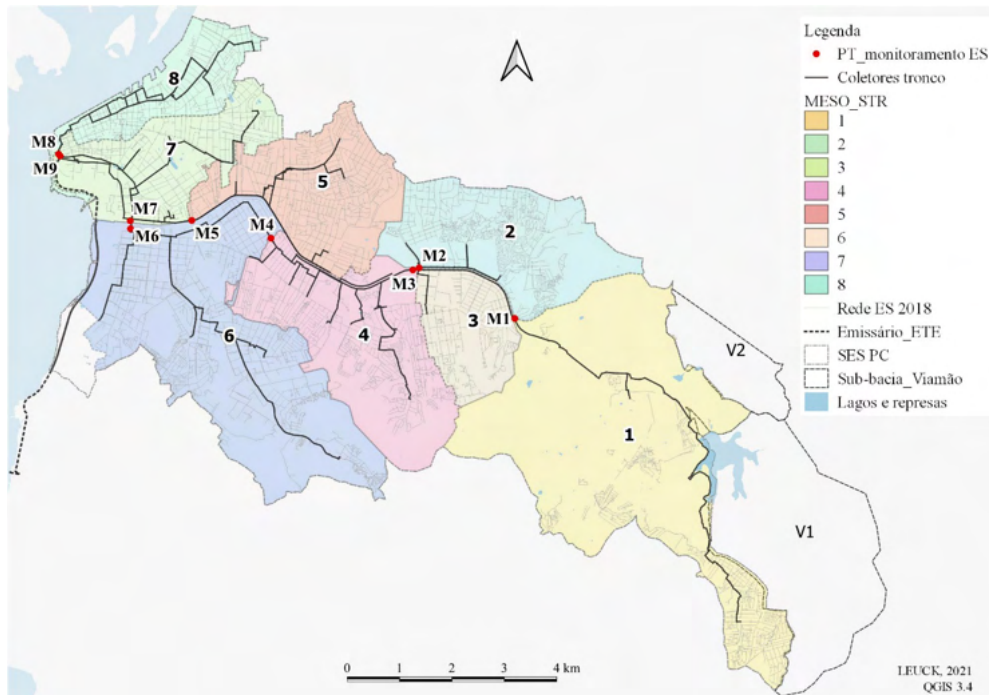 Legenda
PT_monitoramento ES
Coletores tronco
MESO_STR
1
2
3
4
5
6
7
8
Rede ES 2018
Emissário_ETE
SES PC
Sub-bacia_Viamão
Lagos e represas
8
M8
M9
7
5
M7
M6
M5
M4
2
M2
M3
M1
3
4
6
V2
1
V1
0 1 2 3 4 km
LEUCK, 2021
QGIS 3.4